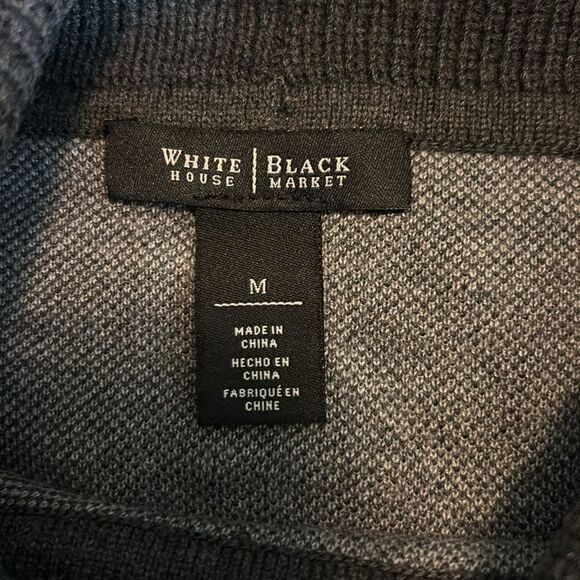 WHITE | BLACK
HOUSE | MARKET
M
MADE IN
CHINA
HECHO EN
CHINA
FABRIQUÉ EN
CHINE